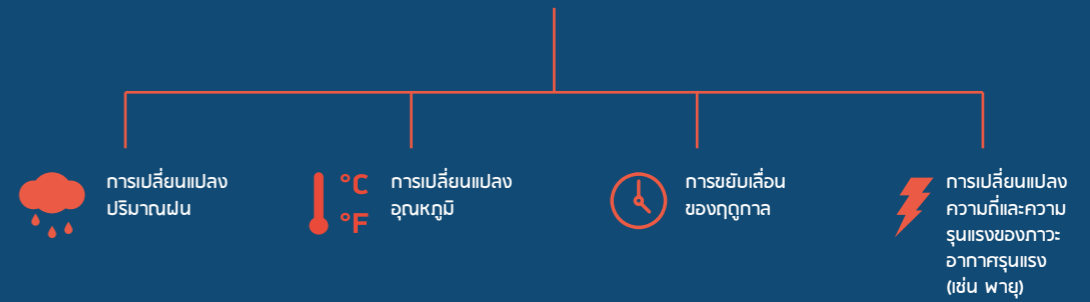 การเปลี่ยนแปลง
ปริมาณฝน
°C
°F
การเปลี่ยนแปลง
อุณหภูมิ
การขยับเลื่อน
ของฤดูกาล
การเปลี่ยนแปลง
ความถี่และความ
รุนแรงของภาวะ
อากาศรุนแรง
(เช่น พายุ)